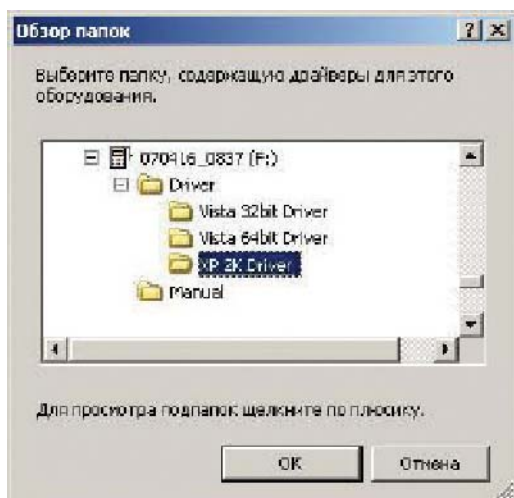 Обзор папок
Выберите папку, содержащую драйверы для этого
оборудования.
070416_0837 (F:)
Driver
Vista 32bit Driver
Vista 64bit Driver
XP 2K Driver
Manual
Для просмотра подпапок щелкните по плюсику.
OK
Отмена